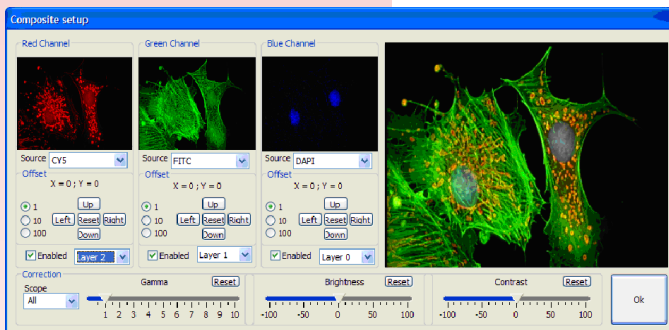 Composite setup
Red Channel Green Channel Blue Channel
Source CY5 Source FITC Source DAPI
Offset Offset Offset
X = 0 ; Y = 0 X = 0 ; Y = 0 X = 0 ; Y = 0
1 Up 1 Up 1 Up
10 Left Reset Right 10 Left Reset Right 10 Left Reset Right
100 Down 100 Down 100 Down
Enabled Layer 2 Enabled Layer 1 Enabled Layer 0
Correction
Scope Gamma Reset Brightness Reset Contrast Reset
All
1 2 3 4 5 6 7 8 9 10 -100 -50 0 50 100 -100 -50 0 50 100
Ok